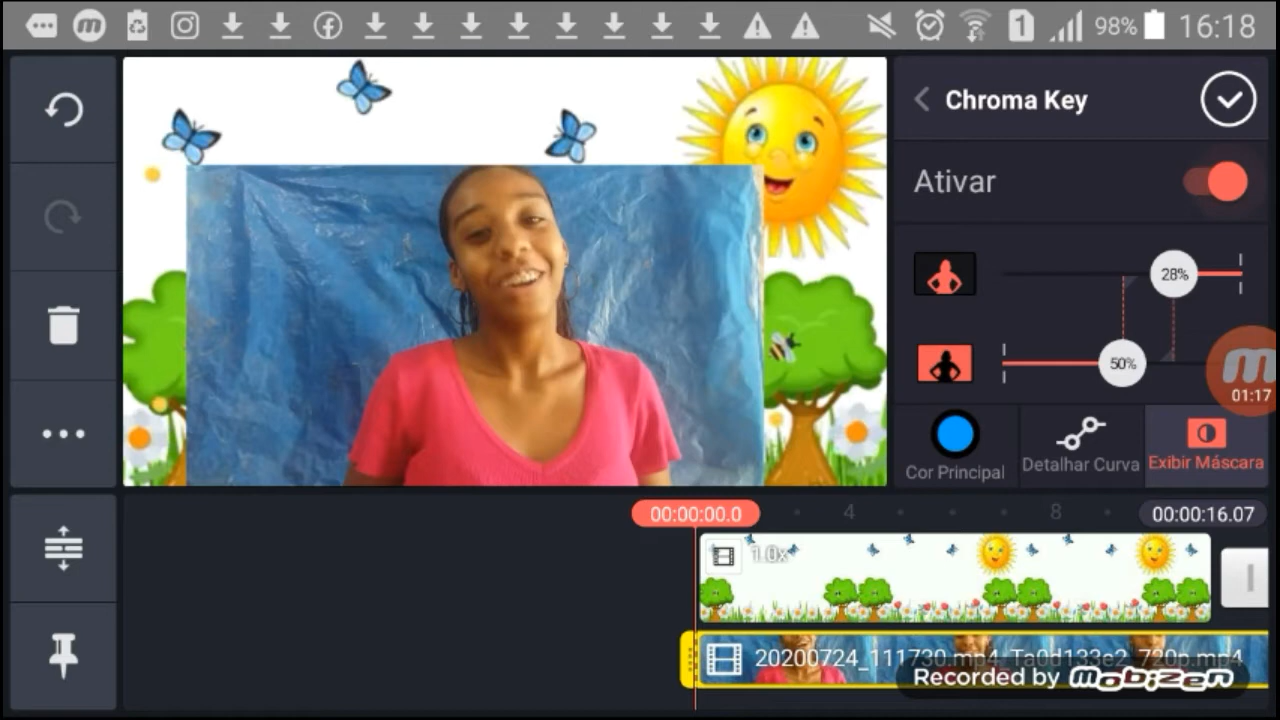 98% 16:18
1
Chroma Key
Ativar
28%
50%
01:17
Cor Principal
Detalhar Curva
Exibir Máscara
00:00:00.0
4
8
00:00:16.07
1.0x
20200724_111730.mp4_Ta0d133e2_720p.mp4
Recorded by mobizen